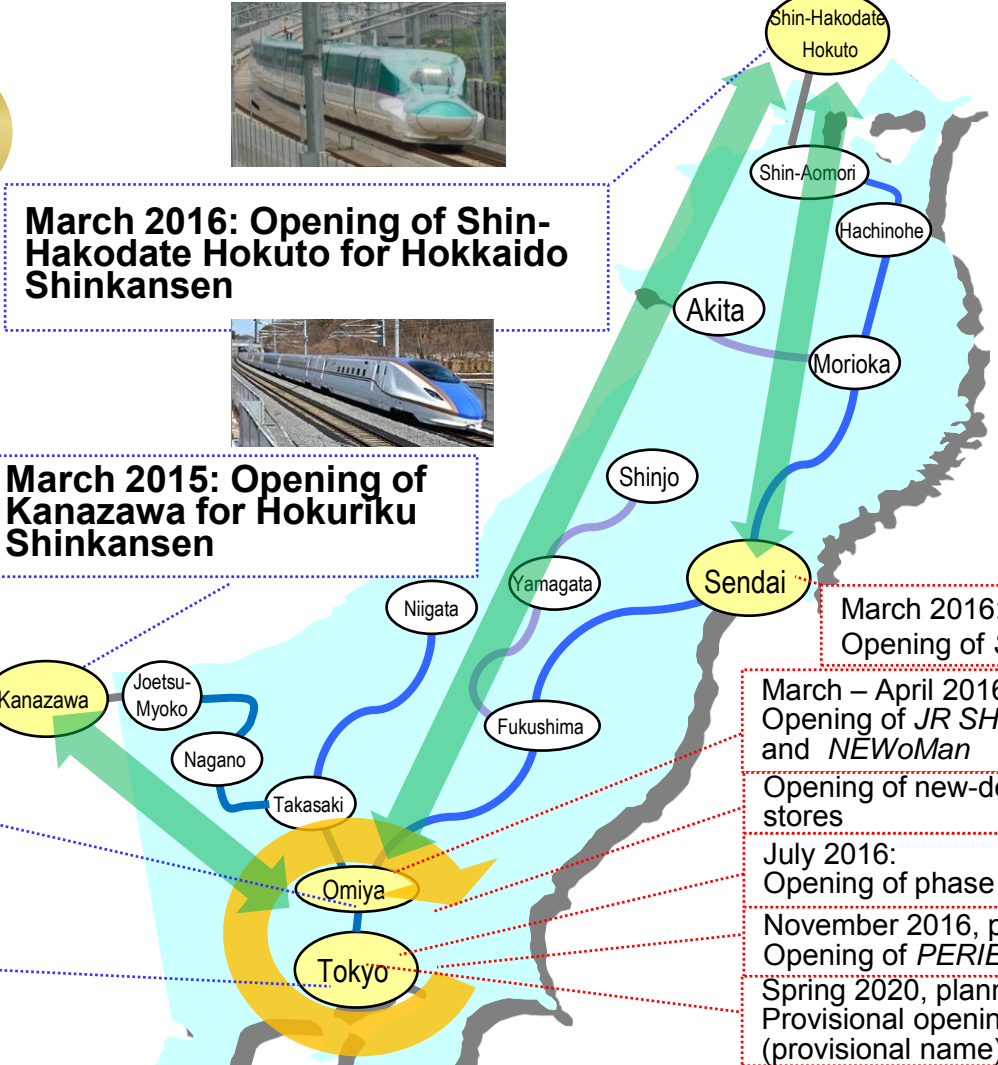 Shin-Hakodate
Hokuto
Shin-Aomori
Hachinohe
March 2016: Opening of Shin-
Hakodate Hokuto for Hokkaido
Shinkansen
Akita
Morioka
March 2015: Opening of
Kanazawa for Hokuriku
Shinkansen
Shinjo
Yamagata
Sendai
Niigata
March 2016:
Opening of
Kanazawa
Joetsu-
Myoko
Fukushima
Nagano
March – April 2016
Opening of JR SH
and NEWoMan
Takasaki
Opening of new-de
stores
Omiya
July 2016:
Opening of phase
November 2016, p
Opening of PERIE
Tokyo
Spring 2020, plann
Provisional openin
(provisional name)